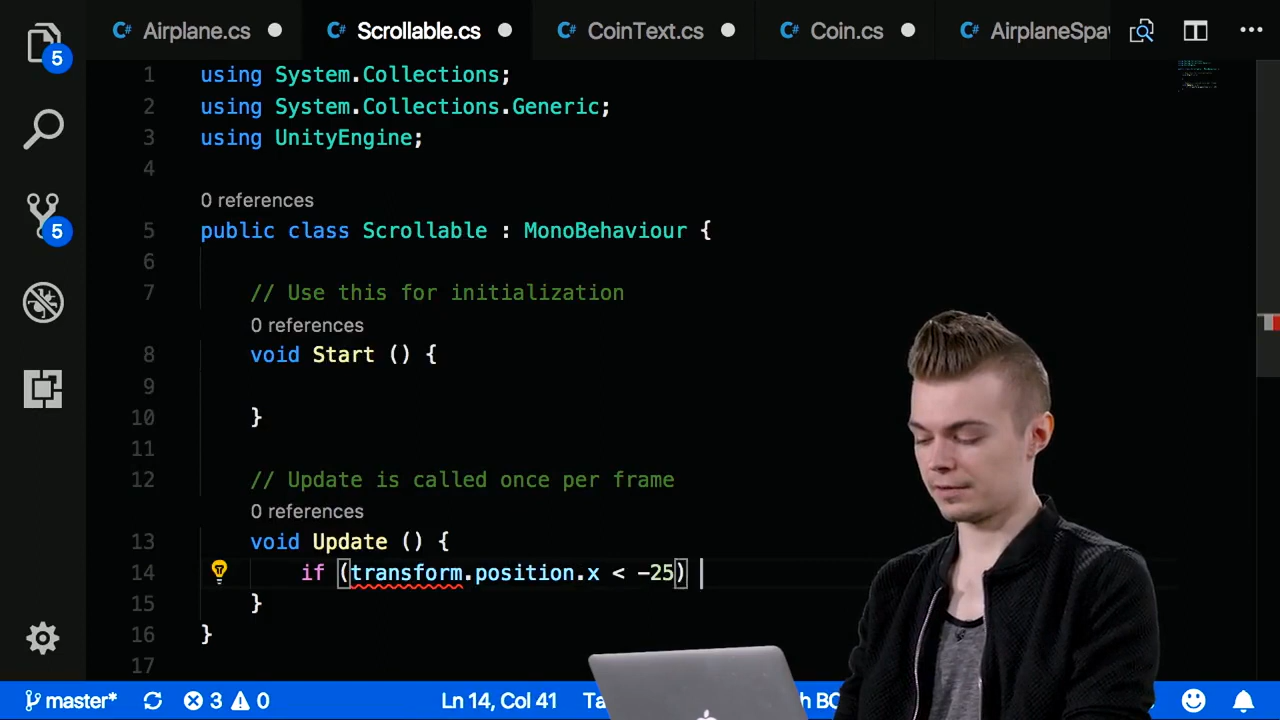 Airplane.cs
Scrollable.cs
CoinText.cs
Coin.cs
AirplaneSpaw
5
5
1 using System.Collections;
2 using System.Collections.Generic;
3 using UnityEngine;
4
0 references
5 public class Scrollable : MonoBehaviour {
6
7 // Use this for initialization
0 references
8 void Start () {
9
10 }
11
12 // Update is called once per frame
0 references
13 void Update () {
14 if (transform.position.x < -25)
15 }
16 }
17
master* 3 0 Ln 14, Col 41